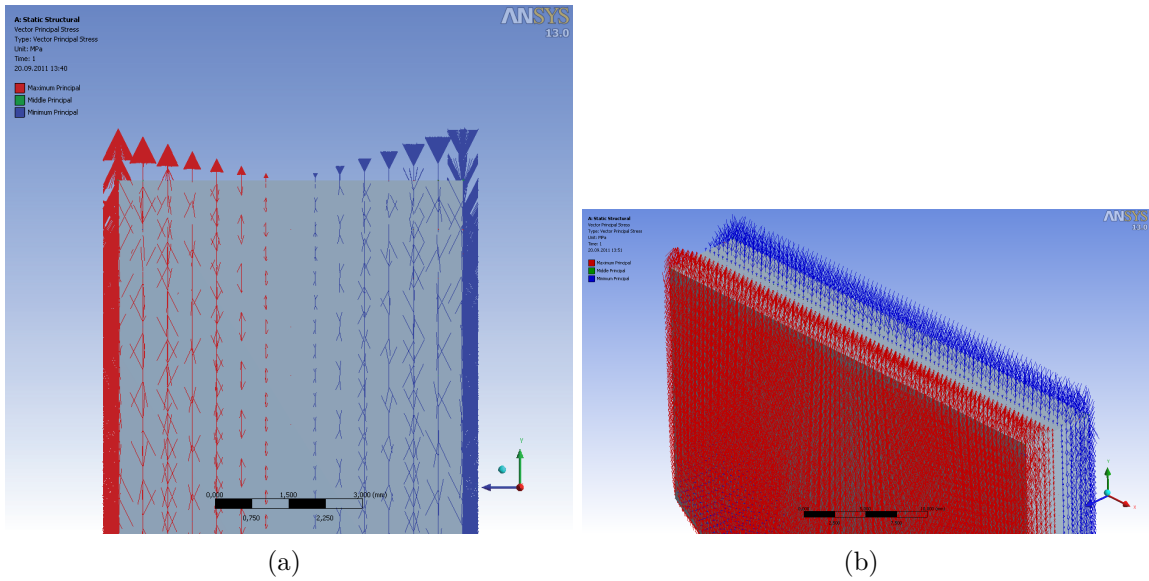 A: Static Structural
Vector Principal Stress
Type: Vector Principal Stress
Unit: MPa
Time: 1
20.09.2011 13:40
Maximum Principal
Middle Principal
Minimum Principal
ANSYS
13.0
0,000
1,500
3,000 (mm)
0,750
2,250
Y
(a)
A: Static Structural
Vector Principal Stress
Type: Vector Principal Stress
Unit: MPa
Time: 1
20.09.2011 13:51
Maximum Principal
Middle Principal
Minimum Principal
ANSYS
13.0
(b)